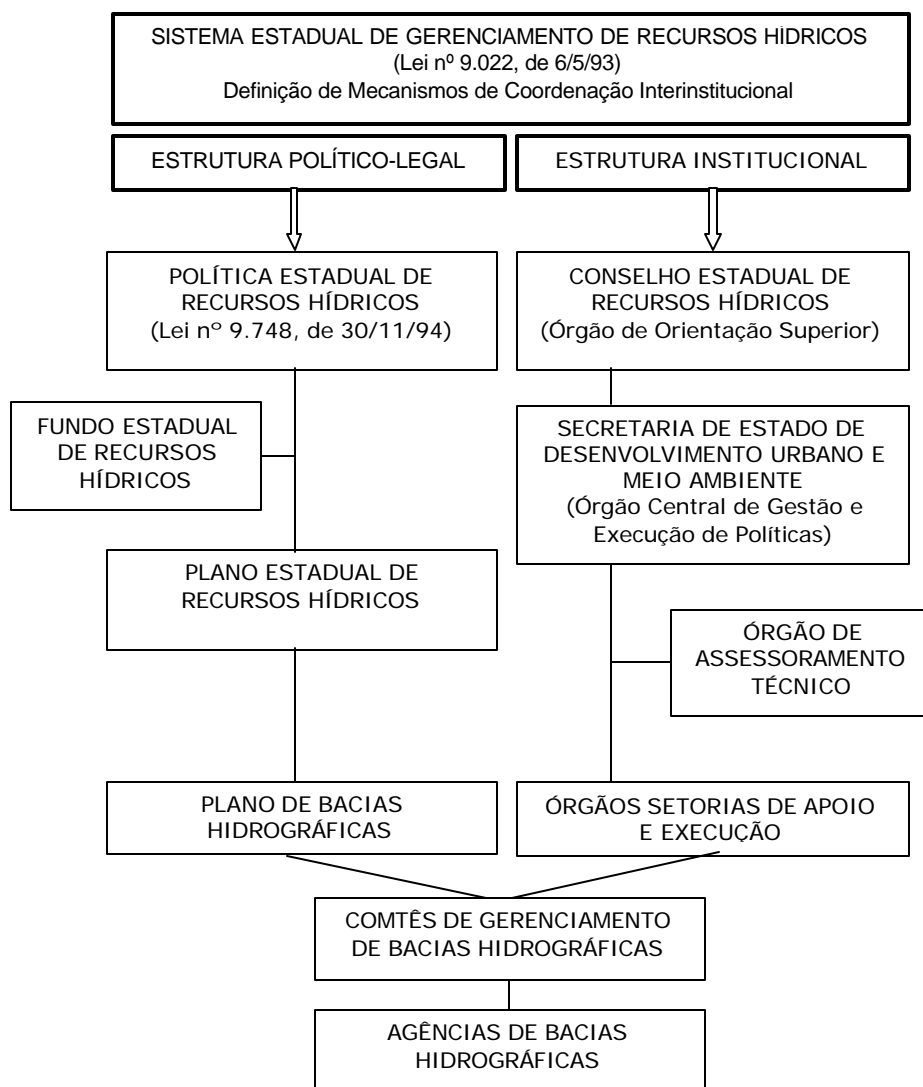 SISTEMA ESTADUAL DE GERENCIAMENTO DE RECURSOS HÍDRICOS
(Lei nº 9.022, de 6/5/93)
Definição de Mecanismos de Coordenação Interinstitucional
ESTRUTURA POLÍTICO-LEGAL
ESTRUTURA INSTITUCIONAL
POLÍTICA ESTADUAL DE
RECURSOS HÍDRICOS
(Lei nº 9.748, de 30/11/94)
CONSELHO ESTADUAL DE
RECURSOS HÍDRICOS
(Órgão de Orientação Superior)
FUNDO ESTADUAL
DE RECURSOS
HÍDRICOS
SECRETARIA DE ESTADO DE
DESENVOLVIMENTO URBANO E
MEIO AMBIENTE
(Órgão Central de Gestão e
Execução de Políticas)
PLANO ESTADUAL DE
RECURSOS HÍDRICOS
ÓRGÃO DE
ASSESSORAMENTO
TÉCNICO
PLANO DE BACIAS
HIDROGRÁFICAS
ÓRGÃOS SETORIAS DE APOIO
E EXECUÇÃO
COMTÊS DE GERENCIAMENTO
DE BACIAS HIDROGRÁFICAS
AGÊNCIAS DE BACIAS
HIDROGRÁFICAS